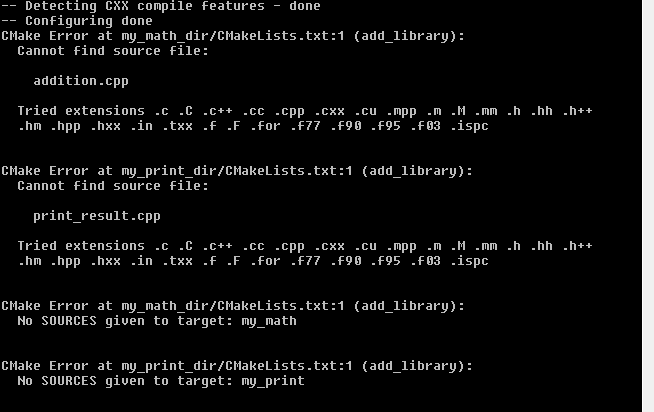 -- Detecting CXX compile features - done
-- Configuring done
CMake Error at my_math_dir/CMakeLists.txt:1 (add_library):
Cannot find source file:
addition.cpp
Tried extensions .c .C .c++ .cc .cpp .cxx .cu .mpp .m .M .mm .h .hh .h++
.hm .hpp .hxx .in .txx .f .F .for .f77 .f90 .f95 .f03 .ispc
CMake Error at my_print_dir/CMakeLists.txt:1 (add_library):
Cannot find source file:
print_result.cpp
Tried extensions .c .C .c++ .cc .cpp .cxx .cu .mpp .m .M .mm .h .hh .h++
.hm .hpp .hxx .in .txx .f .F .for .f77 .f90 .f95 .f03 .ispc
CMake Error at my_math_dir/CMakeLists.txt:1 (add_library):
No SOURCES given to target: my_math
CMake Error at my_print_dir/CMakeLists.txt:1 (add_library):
No SOURCES given to target: my_print